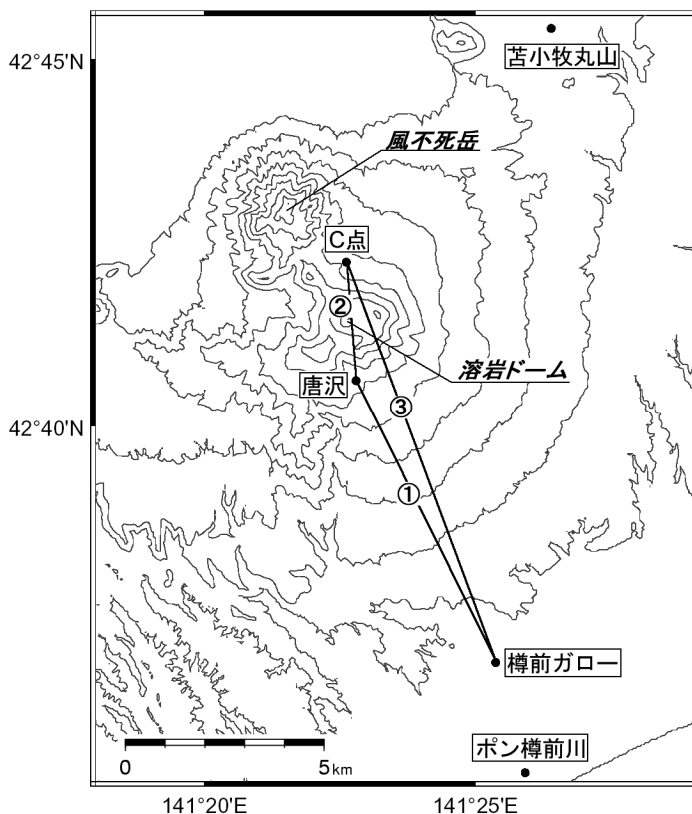 42°45'N
苫小牧丸山
風不死岳
C点
②
溶岩ドーム
唐沢
③
42°40'N
①
樽前ガロー
ポン樽前川
0 5km
141°20'E 141°25'E